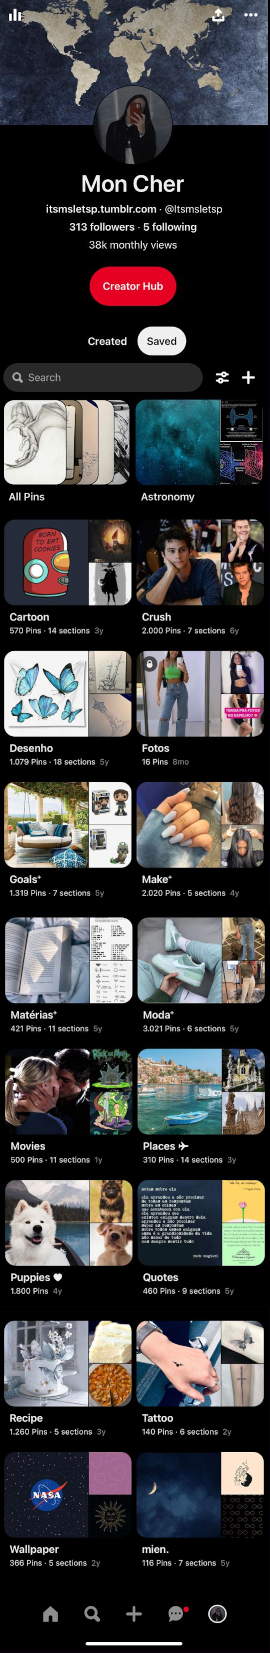 Mon Cher
itsmsletsp.tumblr.com · @Itsmsletsp
313 followers · 5 following
38k monthly views
Creator Hub
Created Saved
Search
All Pins Astronomy
BORN
TO EAT
COOKIES
Cartoon Crush
570 Pins · 14 sections 3y 2.000 Pins · 7 sections 6y
Desenho Fotos
1.079 Pins · 18 sections 5y 16 Pins 8mo
Goals* Make*
1.319 Pins · 7 sections 5y 2.020 Pins · 5 sections 4y
Matérias* Moda*
421 Pins · 11 sections 5y 3.021 Pins · 6 sections 5y
Movies Places ✈
500 Pins · 11 sections 1y 310 Pins · 14 sections 3y
Puppies ♥ Quotes
1.800 Pins 4y 460 Pins · 9 sections 5y
Recipe Tattoo
1.260 Pins · 5 sections 3y 140 Pins · 6 sections 2y
NASA
Wallpaper mien.
366 Pins · 5 sections 2y 116 Pins · 7 sections 5y